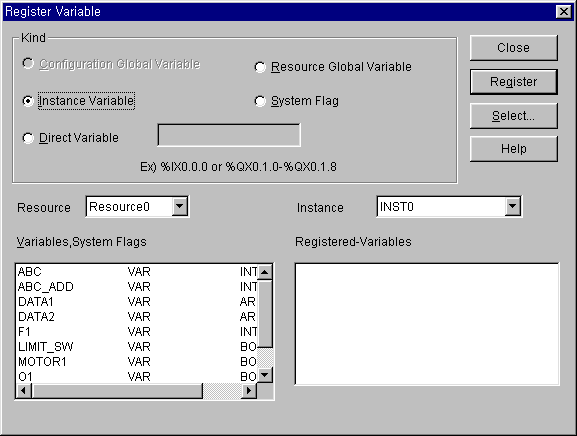 Register Variable
Kind
Configuration Global Variable
Resource Global Variable
Instance Variable
System Flag
Direct Variable
Ex) %IX0.0.0 or %QX0.1.0-%QX0.1.8
Close
Register
Select...
Help
Resource Resource0 Instance INST0
Variables,System Flags
ABC VAR INT
ABC_ADD VAR INT
DATA1 VAR AR
DATA2 VAR AR
F1 VAR INT
LIMIT_SW VAR BO
MOTOR1 VAR BO
O1 VAR BO
Registered-Variables